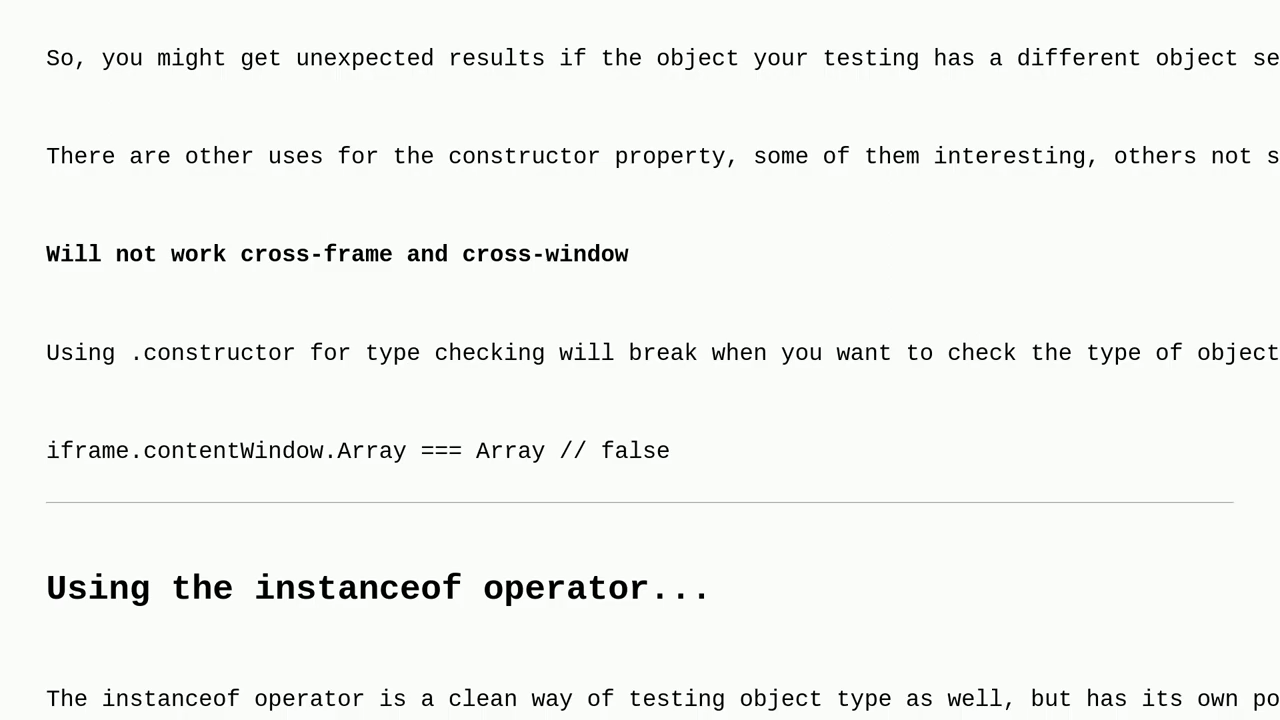 So, you might get unexpected results if the object your testing has a different object se
There are other uses for the constructor property, some of them interesting, others not s
Will not work cross-frame and cross-window
Using .constructor for type checking will break when you want to check the type of object
iframe.contentWindow.Array === Array // false
Using the instanceof operator...
The instanceof operator is a clean way of testing object type as well, but has its own po